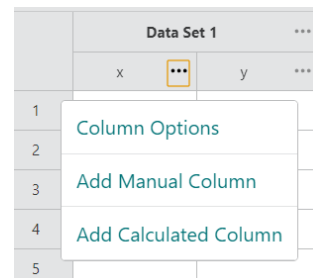 Data Set 1 •••
x ••• y •••
1
Column Options
2
3
Add Manual Column
4
Add Calculated Column
5